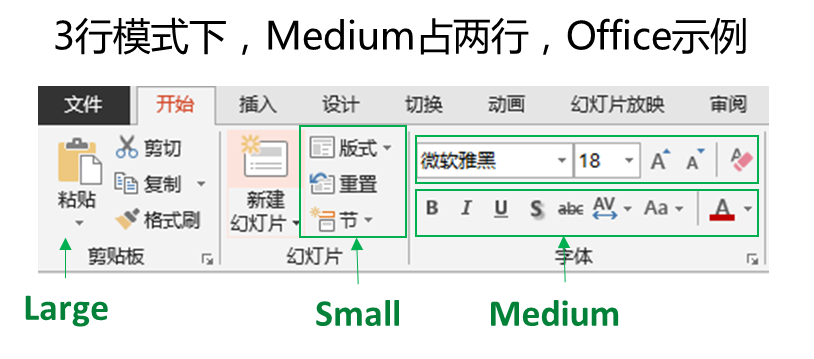 3行模式下，Medium占两行，Office示例
文件 开始 插入 设计 切换 动画 幻灯片放映 审阅
粘贴
剪切
复制
格式刷
剪贴板
新建
幻灯片
版式
重置
节
幻灯片
微软雅黑 18 A A A
B I U S abc AV Aa A
字体
Large Small Medium